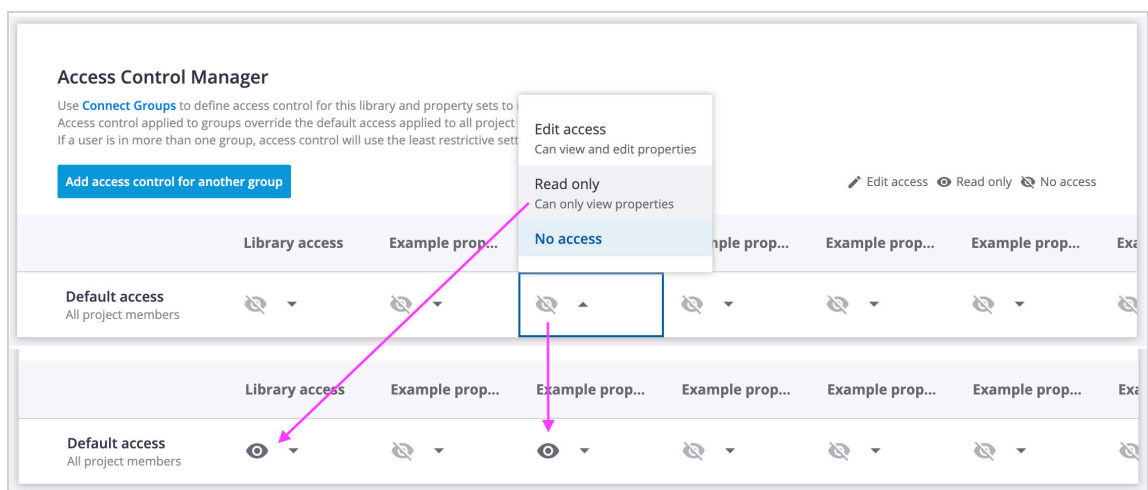 Access Control Manager
Use Connect Groups to define access control for this library and property sets to
Access control applied to groups override the default access applied to all project
If a user is in more than one group, access control will use the least restrictive sett
Add access control for another group
Edit access
Can view and edit properties
Read only
Can only view properties
No access
Edit access Read only No access
Library access Example prop... nple prop... Example prop... Example prop... Exa
Default access
All project members
Library access Example prop... Example prop... Example prop... Example prop... Example prop... Exa
Default access
All project members